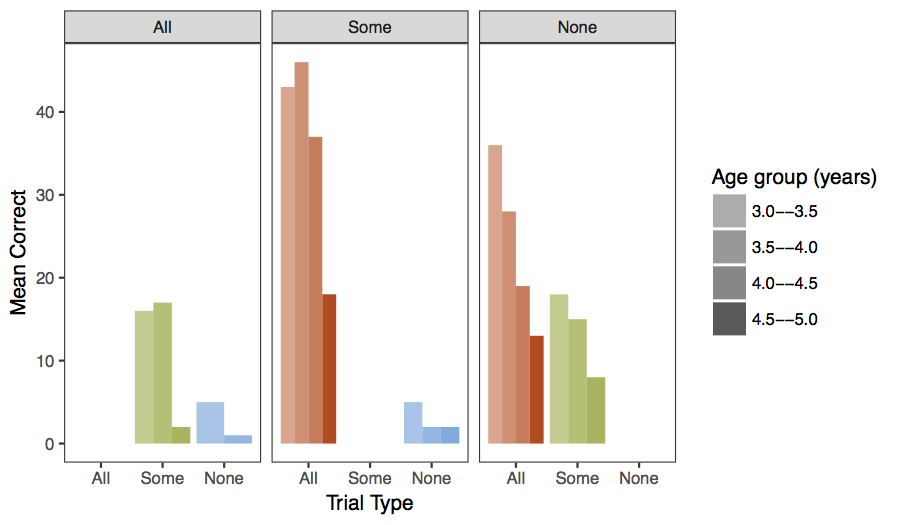 All Some None
Mean Correct
40
30
20
10
0
All Some None All Some None All Some None
Trial Type
Age group (years)
3.0−−3.5
3.5−−4.0
4.0−−4.5
4.5−−5.0